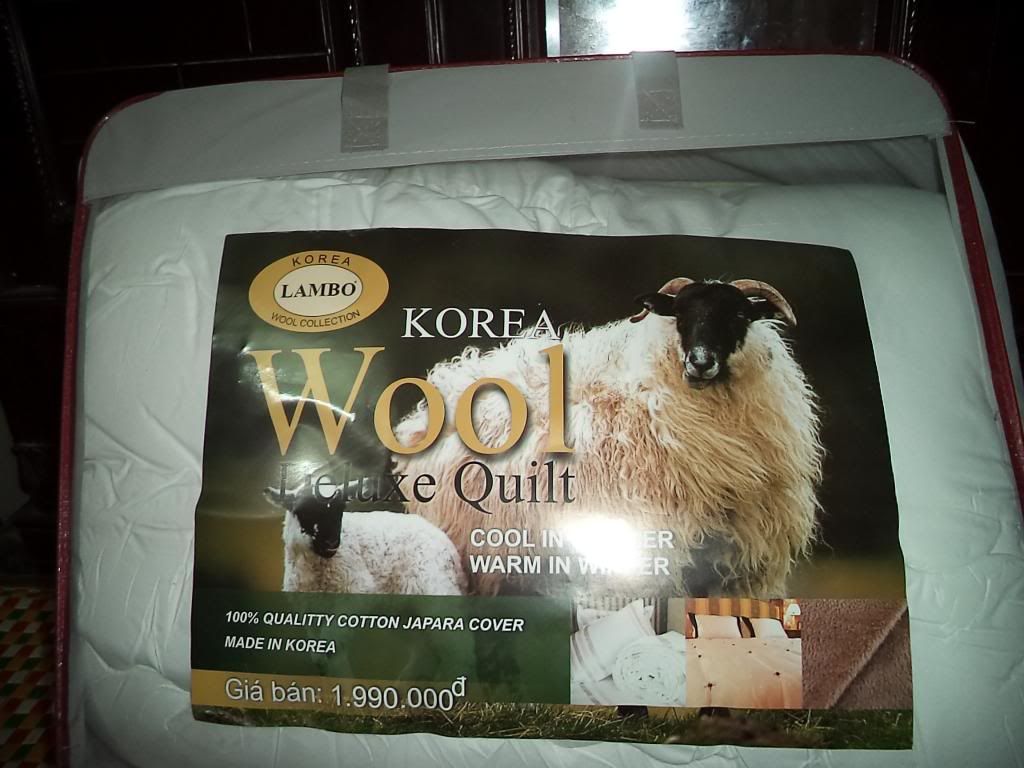 KOREA
LAMBO
WOOL COLLECTION
KOREA
Wool
Deluxe Quilt
COOL IN
WARM IN WINTER
100% QUALITTY COTTON JAPARA COVER
MADE IN KOREA
Giá bán: 1.990.000đ